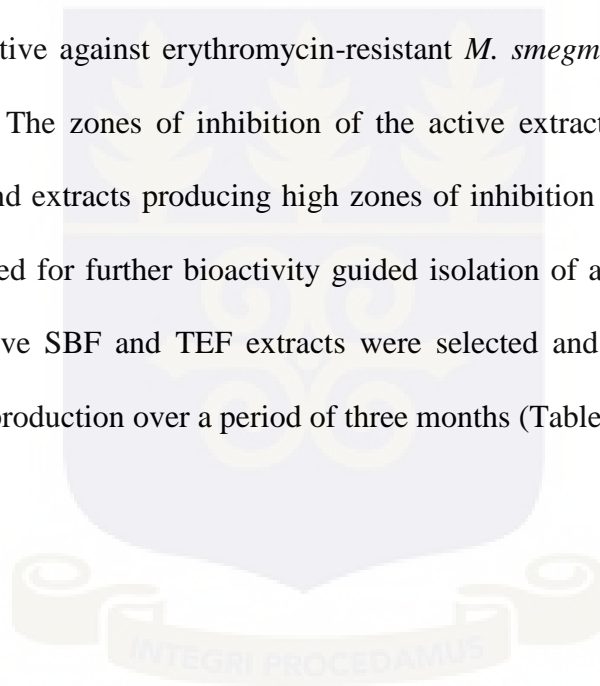 tive against erythromycin-resistant M. smegm
The zones of inhibition of the active extract
nd extracts producing high zones of inhibition
ed for further bioactivity guided isolation of a
ve SBF and TEF extracts were selected and
production over a period of three months (Table
INTEGRI PROCEDAMUS